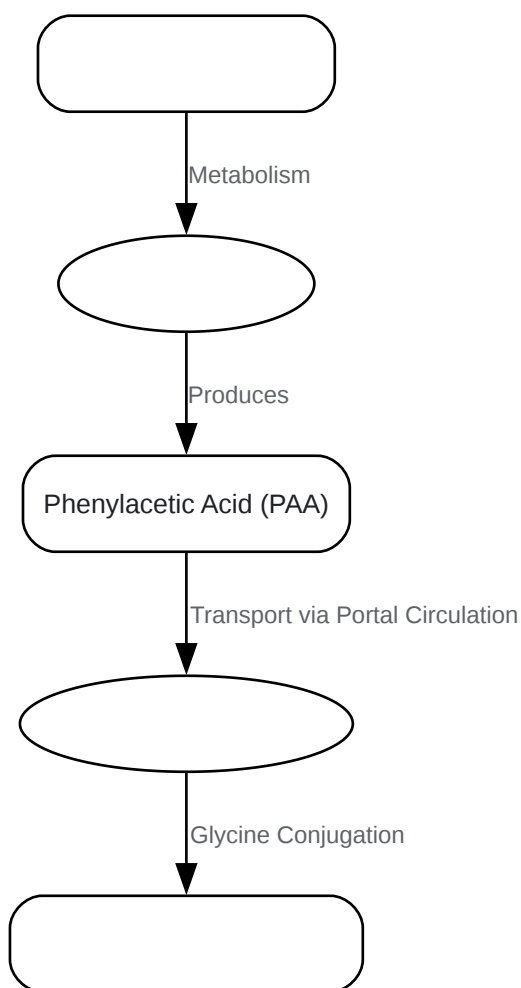 Metabolism
Produces
Phenylacetic Acid (PAA)
Transport via Portal Circulation
Glycine Conjugation